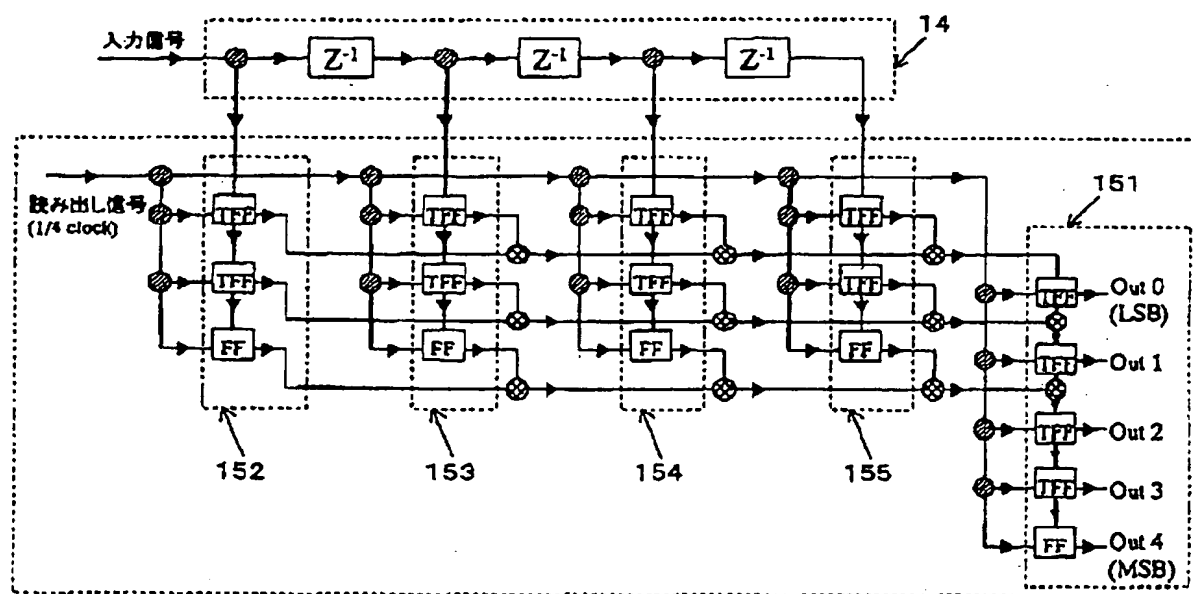 入力信号
Z⁻¹
Z⁻¹
Z⁻¹
14
読み出し信号
(1/4 clock)
TFF
TFF
TFF
TFF
151
TFF
TFF
TFF
TFF
TFF
Out 0
(LSB)
FF
FF
FF
FF
TFF
Out 1
TFF
Out 2
152
153
154
155
TFF
Out 3
FF
Out 4
(MSB)